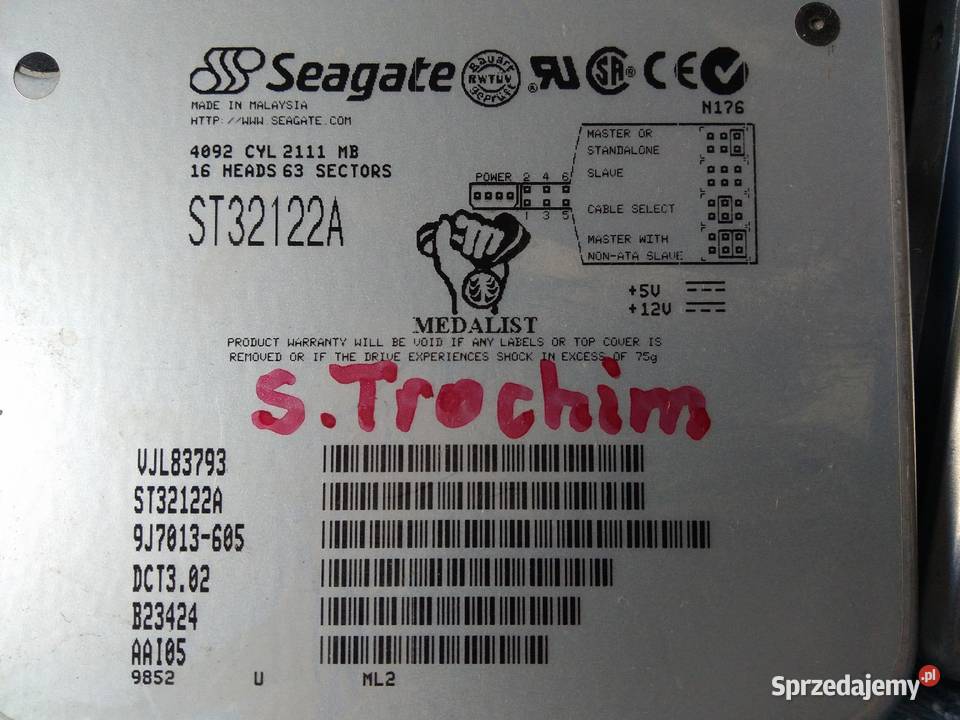 Seagate
Bauart RWTÜV geprüft
MADE IN MALAYSIA
HTTP://WWW.SEAGATE.COM
N176
4092 CYL 2111 MB
16 HEADS 63 SECTORS
ST32122A
MASTER OR
STANDALONE
SLAVE
CABLE SELECT
MASTER WITH
NON-ATA SLAVE
POWER 2 4 6
1 3 5
+5V
+12V
MEDALIST
PRODUCT WARRANTY WILL BE VOID IF ANY LABELS OR TOP COVER IS
REMOVED OR IF THE DRIVE EXPERIENCES SHOCK IN EXCESS OF 75g
S.Trochim
VJL83793
ST32122A
9J7013-605
DCT3.02
B23424
AAI05
9852 U ML2
Sprzedajemy.pl